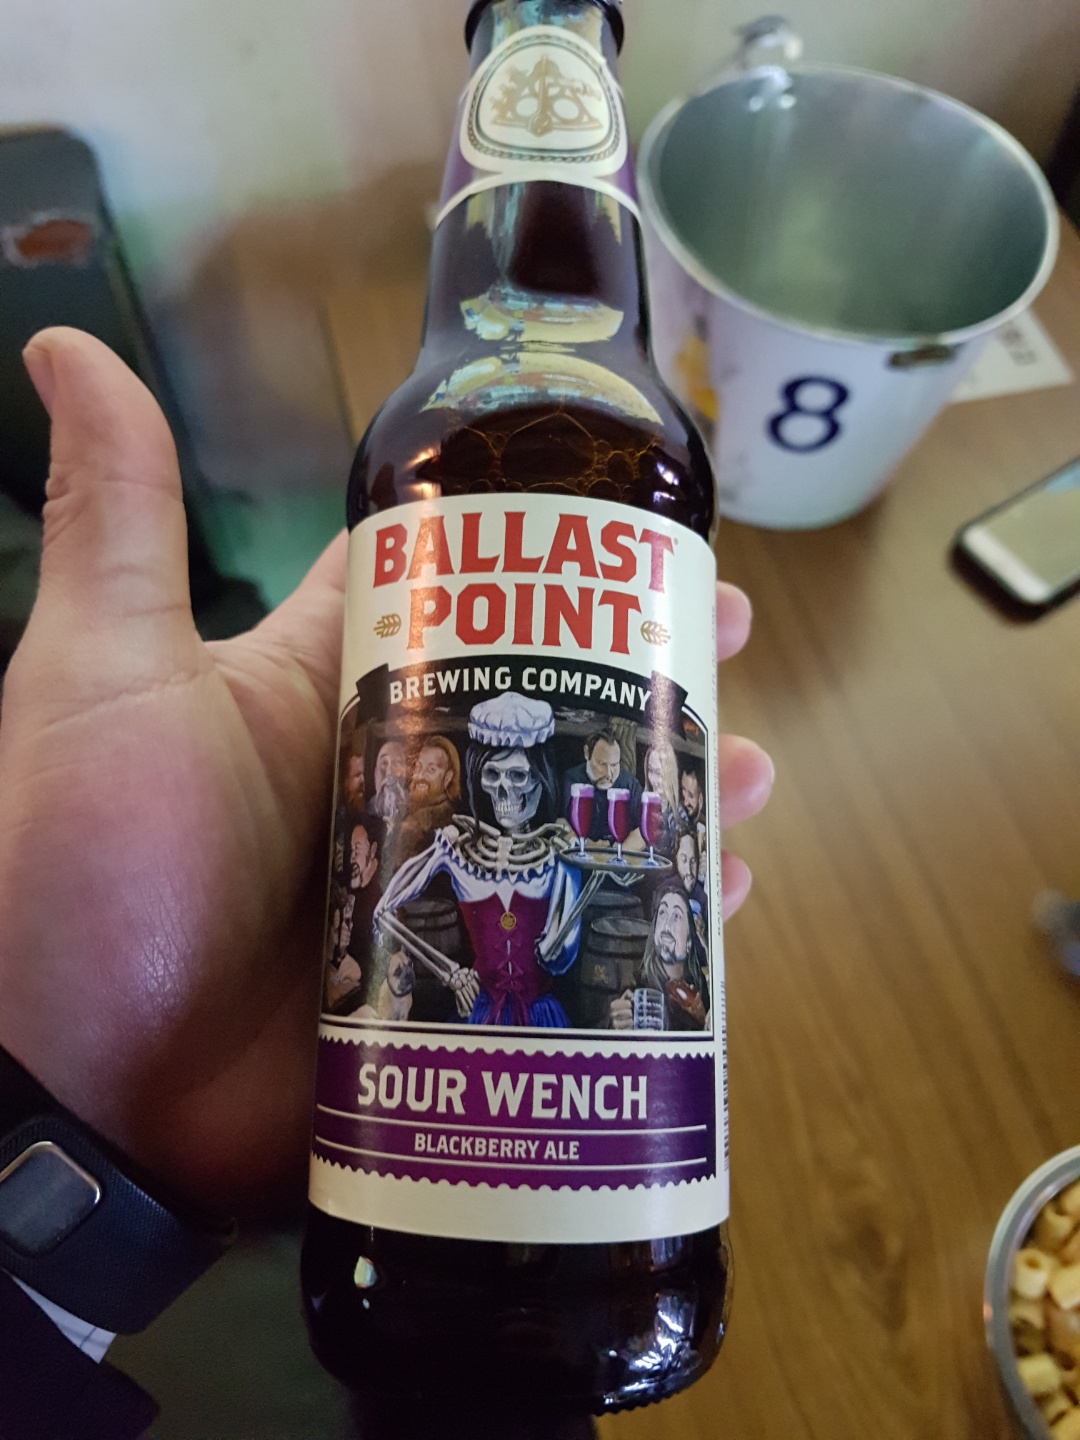 BALLAST
POINT
BREWING COMPANY
SOUR WENCH
BLACKBERRY ALE
8